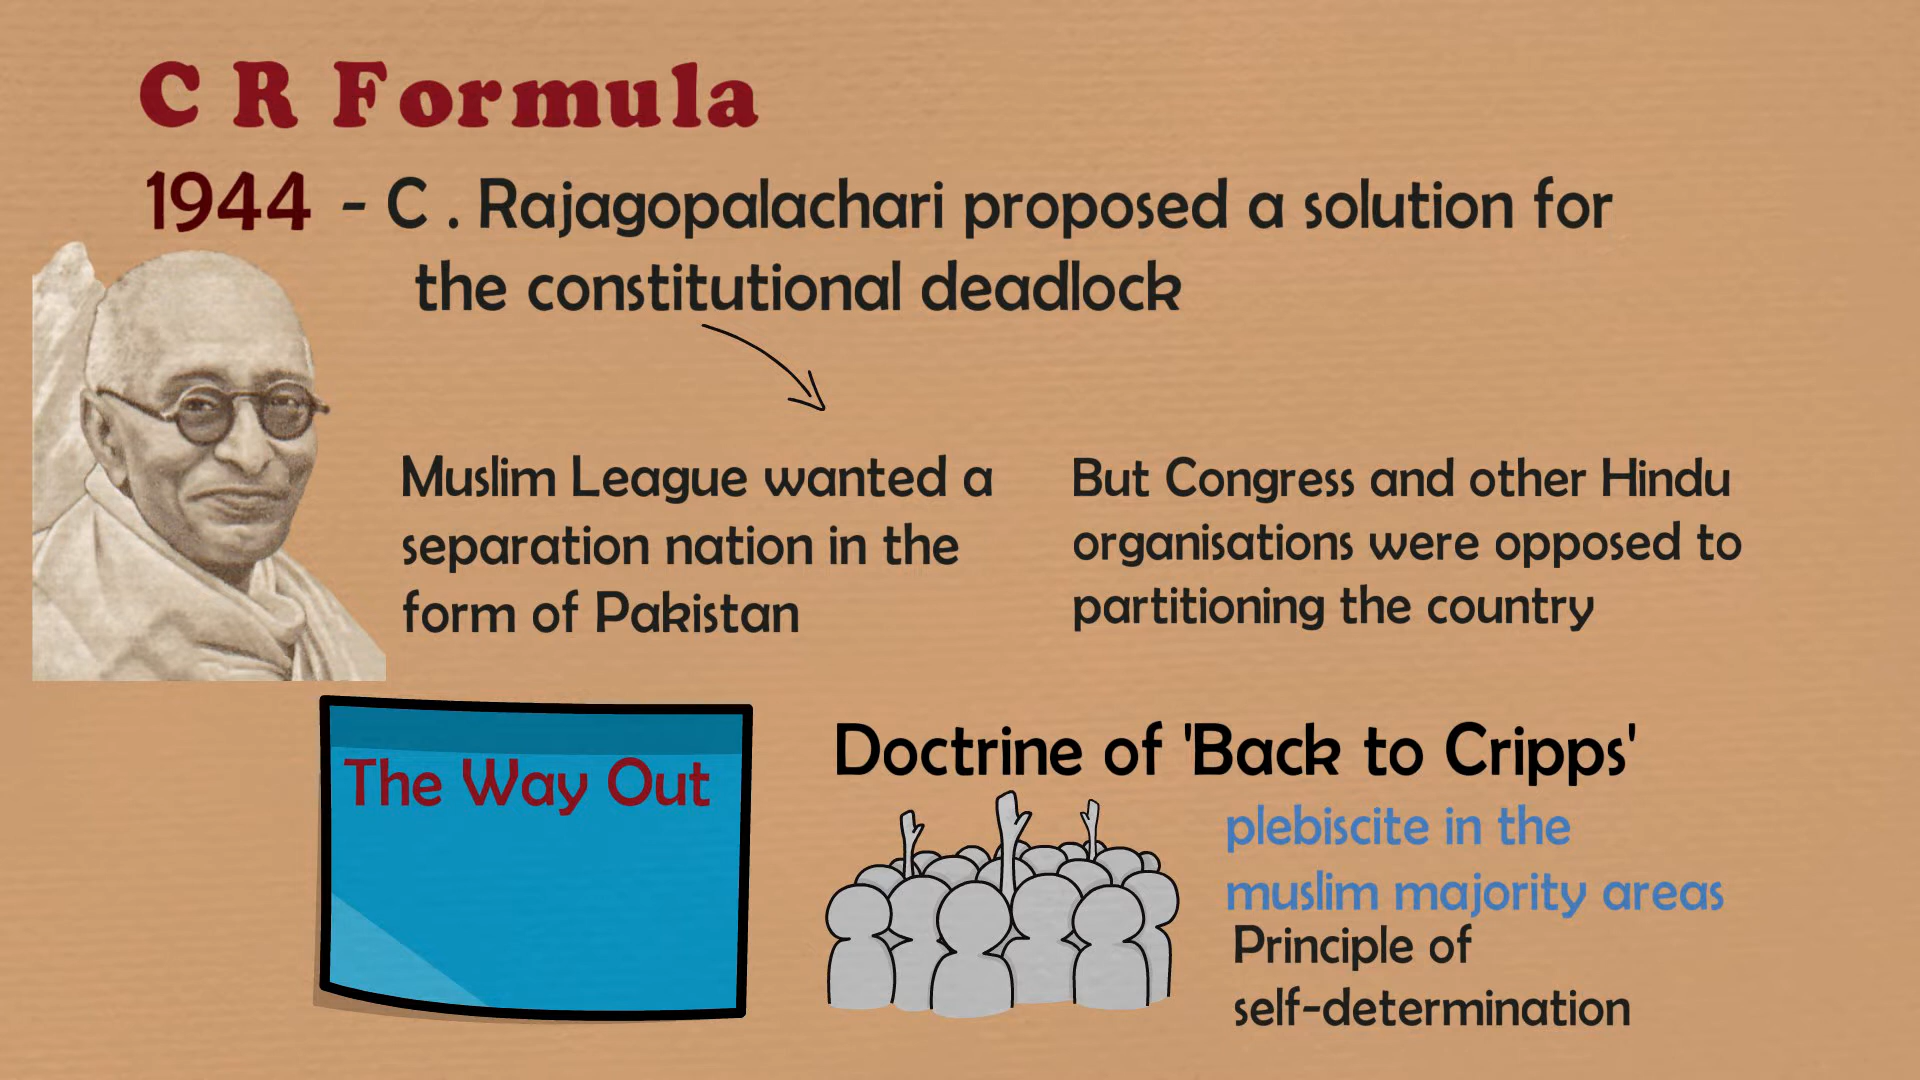 C R Formula
1944 - C . Rajagopalachari proposed a solution for
the constitutional deadlock
Muslim League wanted a
separation nation in the
form of Pakistan
But Congress and other Hindu
organisations were opposed to
partitioning the country
The Way Out
Doctrine of 'Back to Cripps'
plebiscite in the
muslim majority areas
Principle of
self-determination